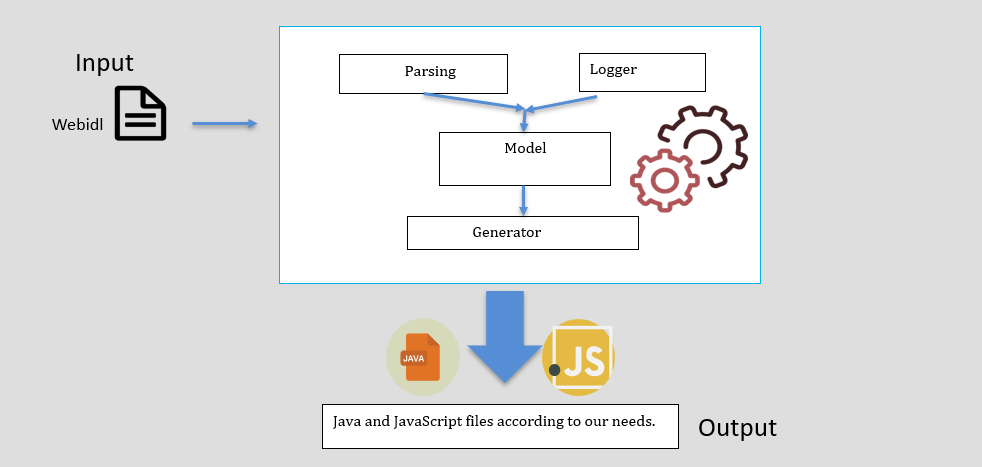 Input
Webidl
Parsing
Logger
Model
Generator
JAVA
JS
Java and JavaScript files according to our needs.
Output